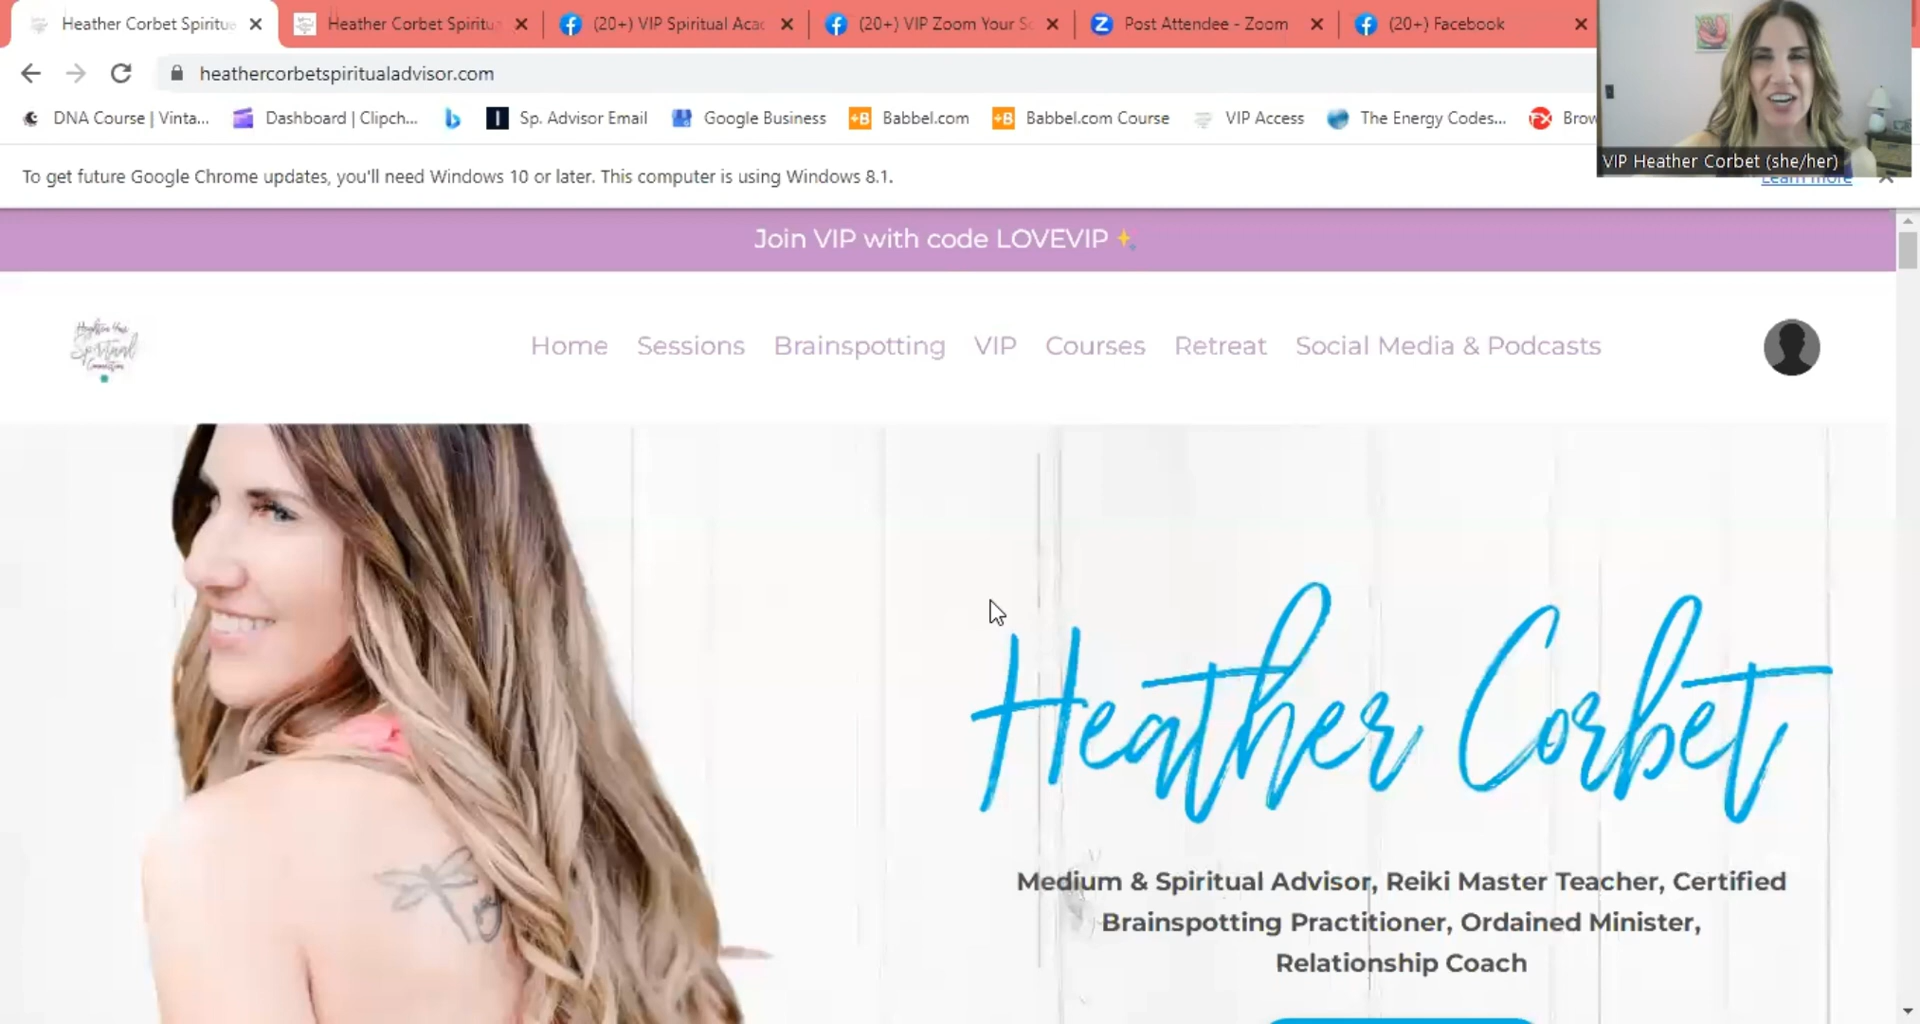 Heather Corbet Spiritu
Heather Corbet Spiritu
(20+) VIP Spiritual Aca
(20+) VIP Zoom Your So
Post Attendee - Zoom
(20+) Facebook
heathercorbetspiritualadvisor.com
DNA Course | Vinta...
Dashboard | Clipch...
Sp. Advisor Email
Google Business
Babbel.com
Babbel.com Course
VIP Access
The Energy Codes...
Brow
VIP Heather Corbet (she/her)
To get future Google Chrome updates, you'll need Windows 10 or later. This computer is using Windows 8.1.
Learn more
Join VIP with code LOVEVIP
Heighten Your
Spiritual
Connection
Home Sessions Brainspotting VIP Courses Retreat Social Media & Podcasts
Heather Corbet
Medium & Spiritual Advisor, Reiki Master Teacher, Certified
Brainspotting Practitioner, Ordained Minister,
Relationship Coach